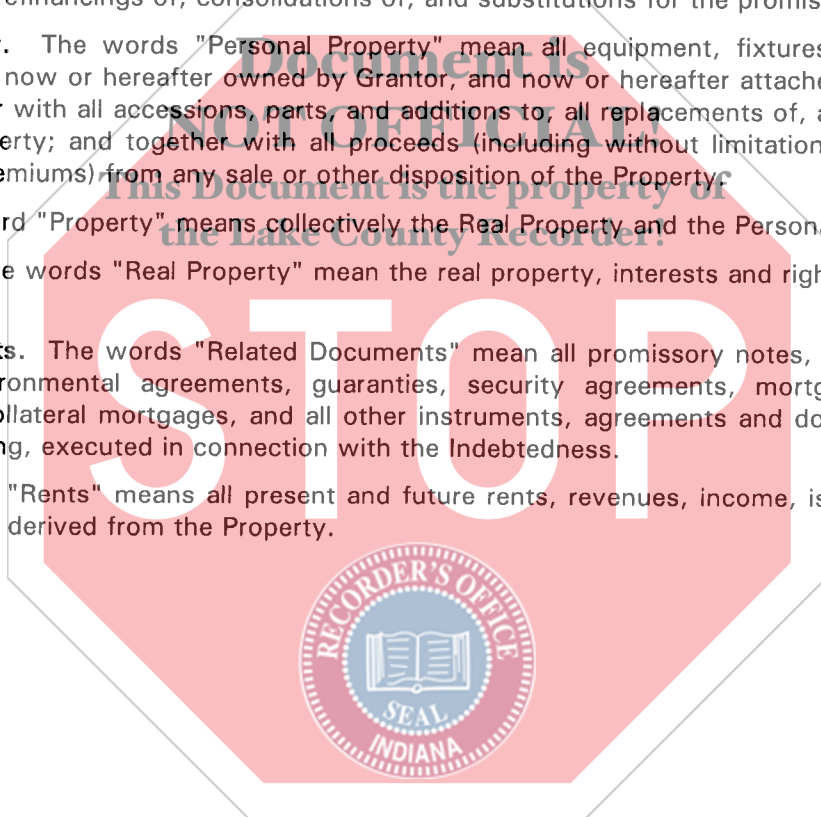 efinancings of, consolidations of, and substitutions for the promis
. The words "Personal Property" mean all equipment, fixtures
now or hereafter owned by Grantor, and now or hereafter attache
with all accessions, parts, and additions to, all replacements of, a
erty; and together with all proceeds (including without limitation
emiums) from any sale or other disposition of the Property.
rd "Property" means collectively the Real Property and the Person
e words "Real Property" mean the real property, interests and righ
ts. The words "Related Documents" mean all promissory notes,
ronmental agreements, guaranties, security agreements, mortg
ollateral mortgages, and all other instruments, agreements and do
ng, executed in connection with the Indebtedness.
"Rents" means all present and future rents, revenues, income, is
derived from the Property.
Document is
NOT OFFICIAL!
This Document is the property of
the Lake County Recorder!
STOP
RECORDER'S OFFICE
SEAL
INDIANA